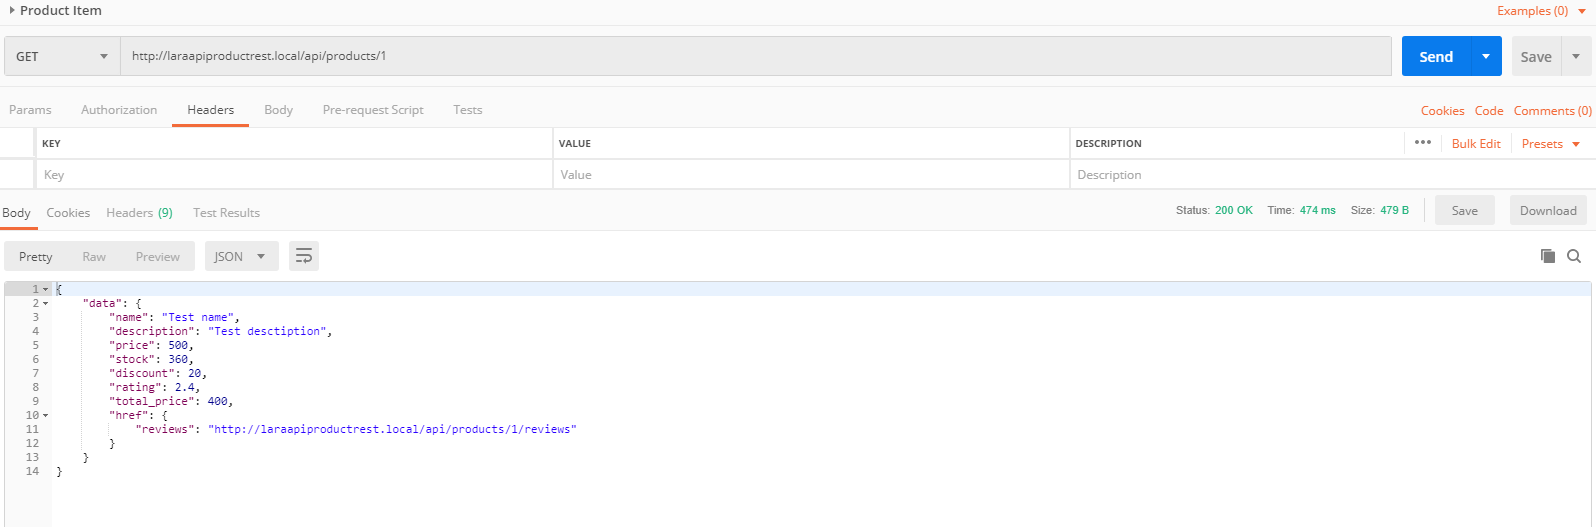 Product Item Examples (0)
GET http://laraapiproductrest.local/api/products/1 Send Save
Params Authorization Headers Body Pre-request Script Tests Cookies Code Comments (0)
KEY VALUE DESCRIPTION ••• Bulk Edit Presets
Key Value Description
Body Cookies Headers (9) Test Results Status: 200 OK Time: 474 ms Size: 479 B Save Download
Pretty Raw Preview JSON
1 {
2 "data": {
3 "name": "Test name",
4 "description": "Test desctiption",
5 "price": 500,
6 "stock": 360,
7 "discount": 20,
8 "rating": 2.4,
9 "total_price": 400,
10 "href": {
11 "reviews": "http://laraapiproductrest.local/api/products/1/reviews"
12 }
13 }
14 }